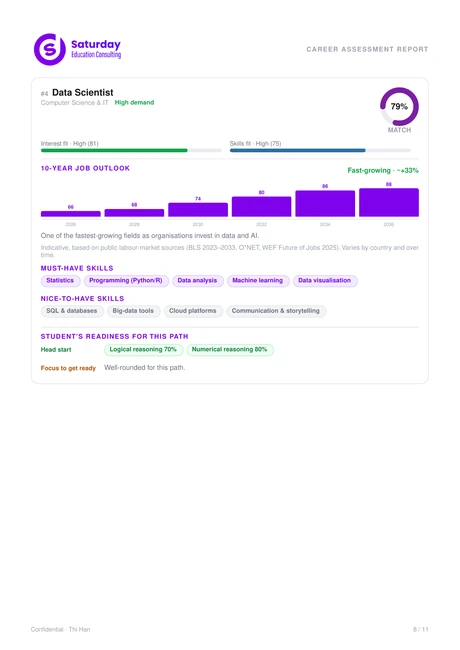 Saturday
Education Consulting
CAREER ASSESSMENT REPORT
#4 Data Scientist
Computer Science & IT · High demand
79%
MATCH
Interest fit · High (81)
Skills fit · High (75)
10-YEAR JOB OUTLOOK
Fast-growing · ~+33%
66
68
74
80
86
88
2026
2028
2030
2032
2034
2036
One of the fastest-growing fields as organisations invest in data and AI.
Indicative, based on public labour-market sources (BLS 2023–2033, O*NET, WEF Future of Jobs 2025). Varies by country and over
time.
MUST-HAVE SKILLS
Statistics
Programming (Python/R)
Data analysis
Machine learning
Data visualisation
NICE-TO-HAVE SKILLS
SQL & databases
Big-data tools
Cloud platforms
Communication & storytelling
STUDENT'S READINESS FOR THIS PATH
Head start
Logical reasoning 70%
Numerical reasoning 80%
Focus to get ready
Well-rounded for this path.
Confidential · Thi Han
8 / 11